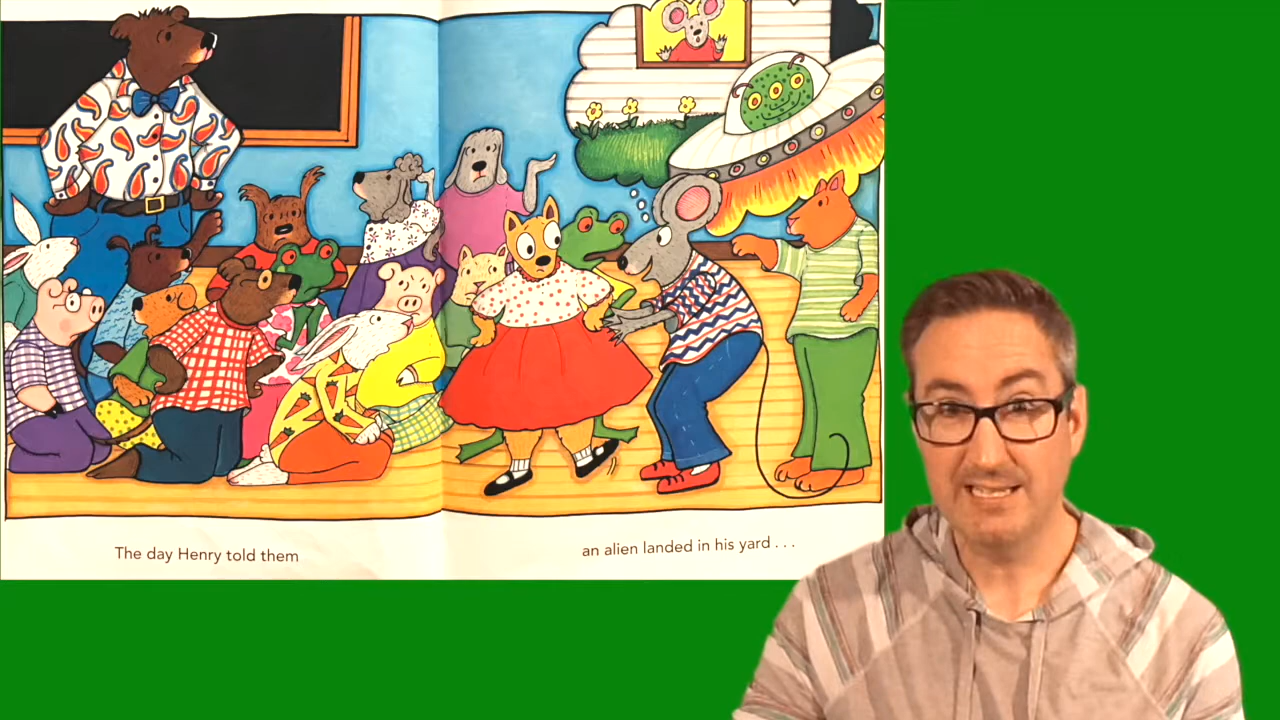 The day Henry told them
an alien landed in his yard . . .